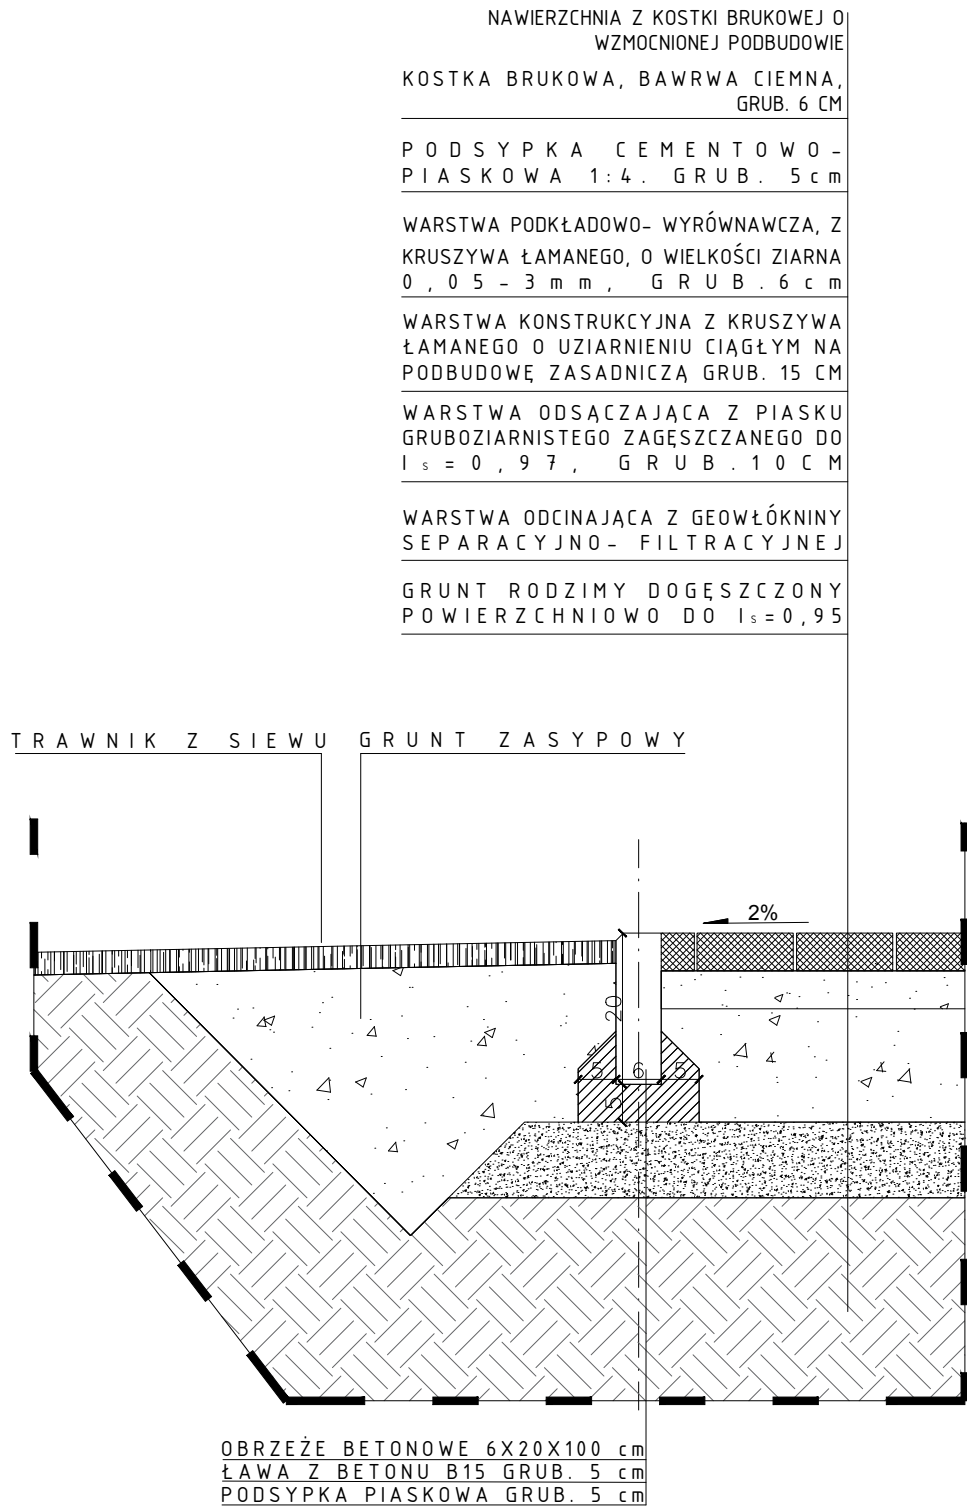 NAWIERZCHNIA Z KOSTKI BRUKOWEJ O
WZMOCNIONEJ PODBUDOWIE
KOSTKA BRUKOWA, BAWRWA CIEMNA,
GRUB. 6 CM
PODSYPKA CEMENTOWO-
PIASKOWA 1:4. GRUB. 5cm
WARSTWA PODKŁADOWO- WYRÓWNAWCZA, Z
KRUSZYWA ŁAMANEGO, O WIELKOŚCI ZIARNA
0,05-3mm, GRUB.6cm
WARSTWA KONSTRUKCYJNA Z KRUSZYWA
ŁAMANEGO O UZIARNIENIU CIĄGŁYM NA
PODBUDOWĘ ZASADNICZĄ GRUB. 15 CM
WARSTWA ODSĄCZAJĄCA Z PIASKU
GRUBOZIARNISTEGO ZAGĘSZCZANEGO DO
Is=0,97, GRUB.10CM
WARSTWA ODCINAJĄCA Z GEOWŁÓKNINY
SEPARACYJNO- FILTRACYJNEJ
GRUNT RODZIMY DOGĘSZCZONY
POWIERZCHNIOWO DO Is=0,95
TRAWNIK Z SIEWU
GRUNT ZASYPOWY
2%
20
5 6 5
5
OBRZEŻE BETONOWE 6X20X100 cm
ŁAWA Z BETONU B15 GRUB. 5 cm
PODSYPKA PIASKOWA GRUB. 5 cm